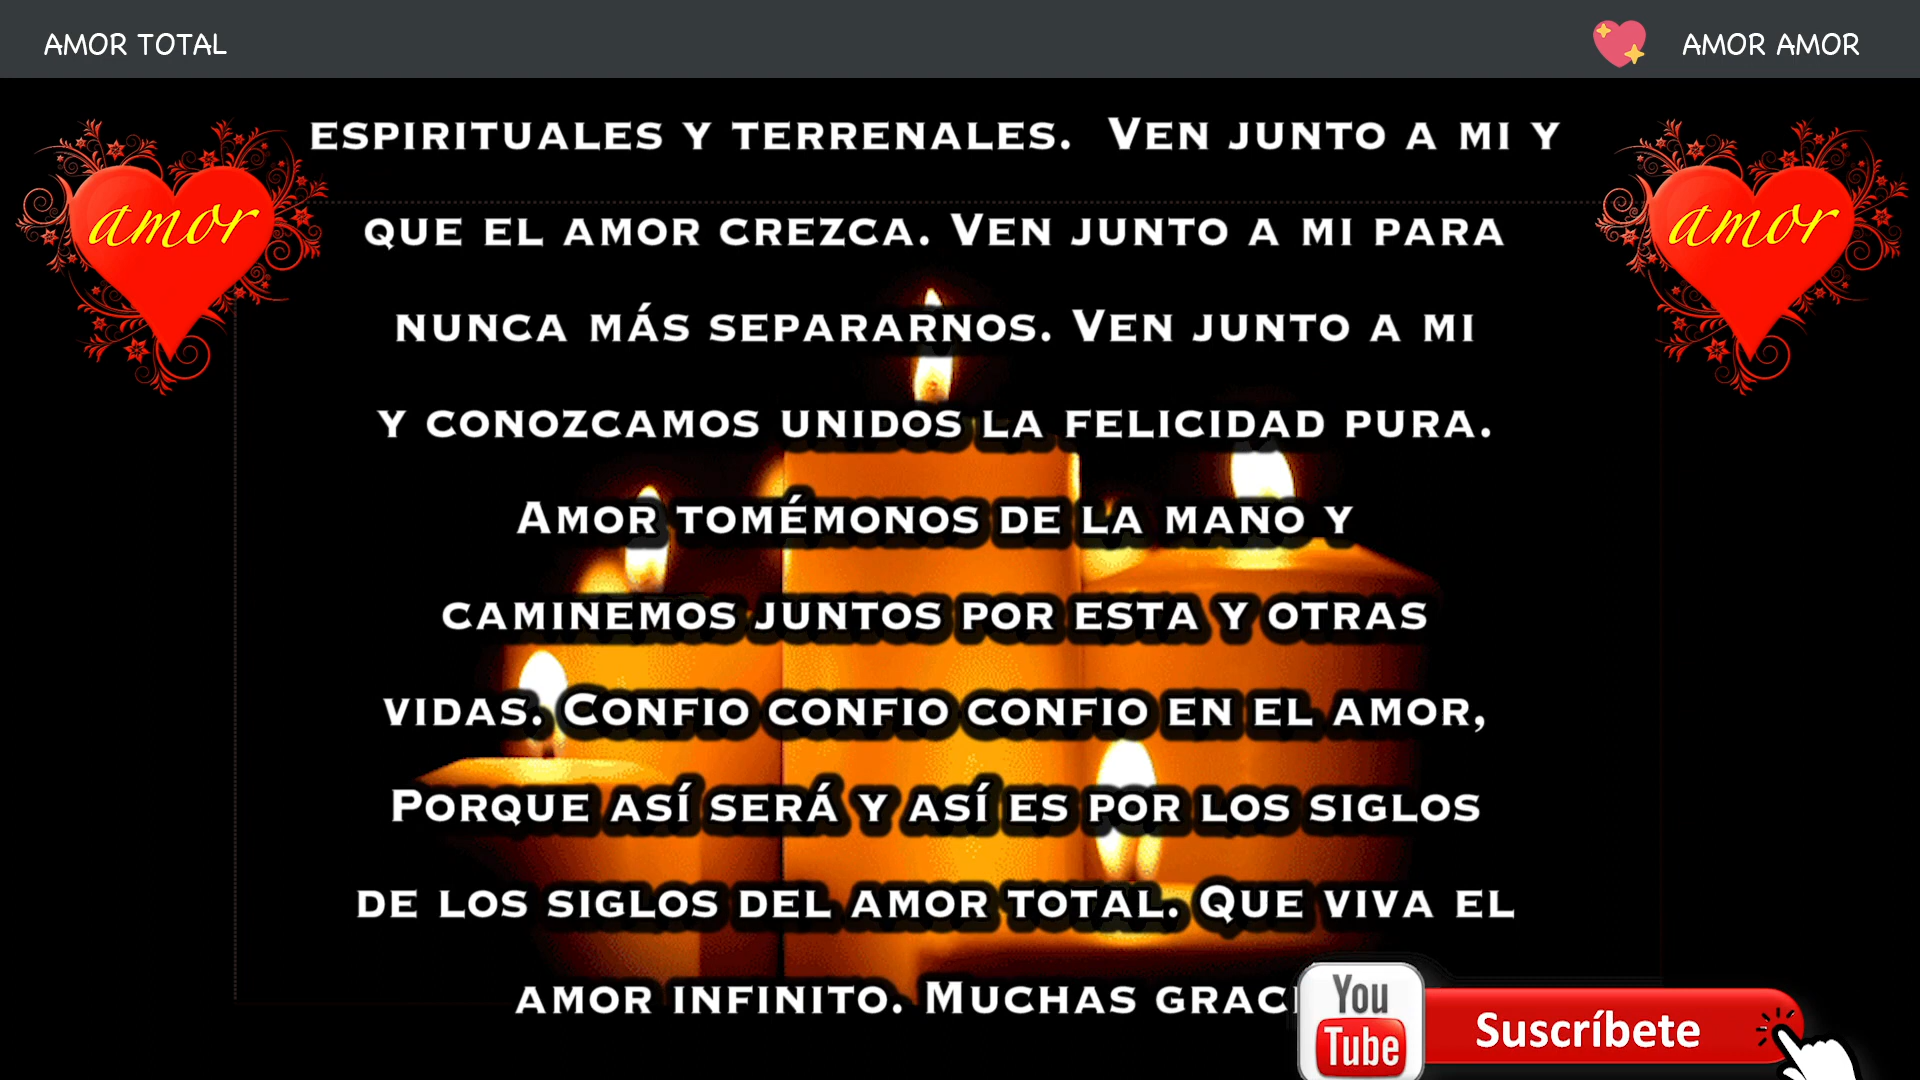 AMOR TOTAL
AMOR AMOR
amor
amor
ESPIRITUALES Y TERRENALES. VEN JUNTO A MI Y
QUE EL AMOR CREZCA. VEN JUNTO A MI PARA
NUNCA MÁS SEPARARNOS. VEN JUNTO A MI
Y CONOZCAMOS UNIDOS LA FELICIDAD PURA.
AMOR TOMÉMONOS DE LA MANO Y
CAMINEMOS JUNTOS POR ESTA Y OTRAS
VIDAS. CONFIO CONFIO CONFIO EN EL AMOR,
PORQUE ASÍ SERÁ Y ASÍ ES POR LOS SIGLOS
DE LOS SIGLOS DEL AMOR TOTAL. QUE VIVA EL
AMOR INFINITO. MUCHAS
You
Tube
Suscríbete